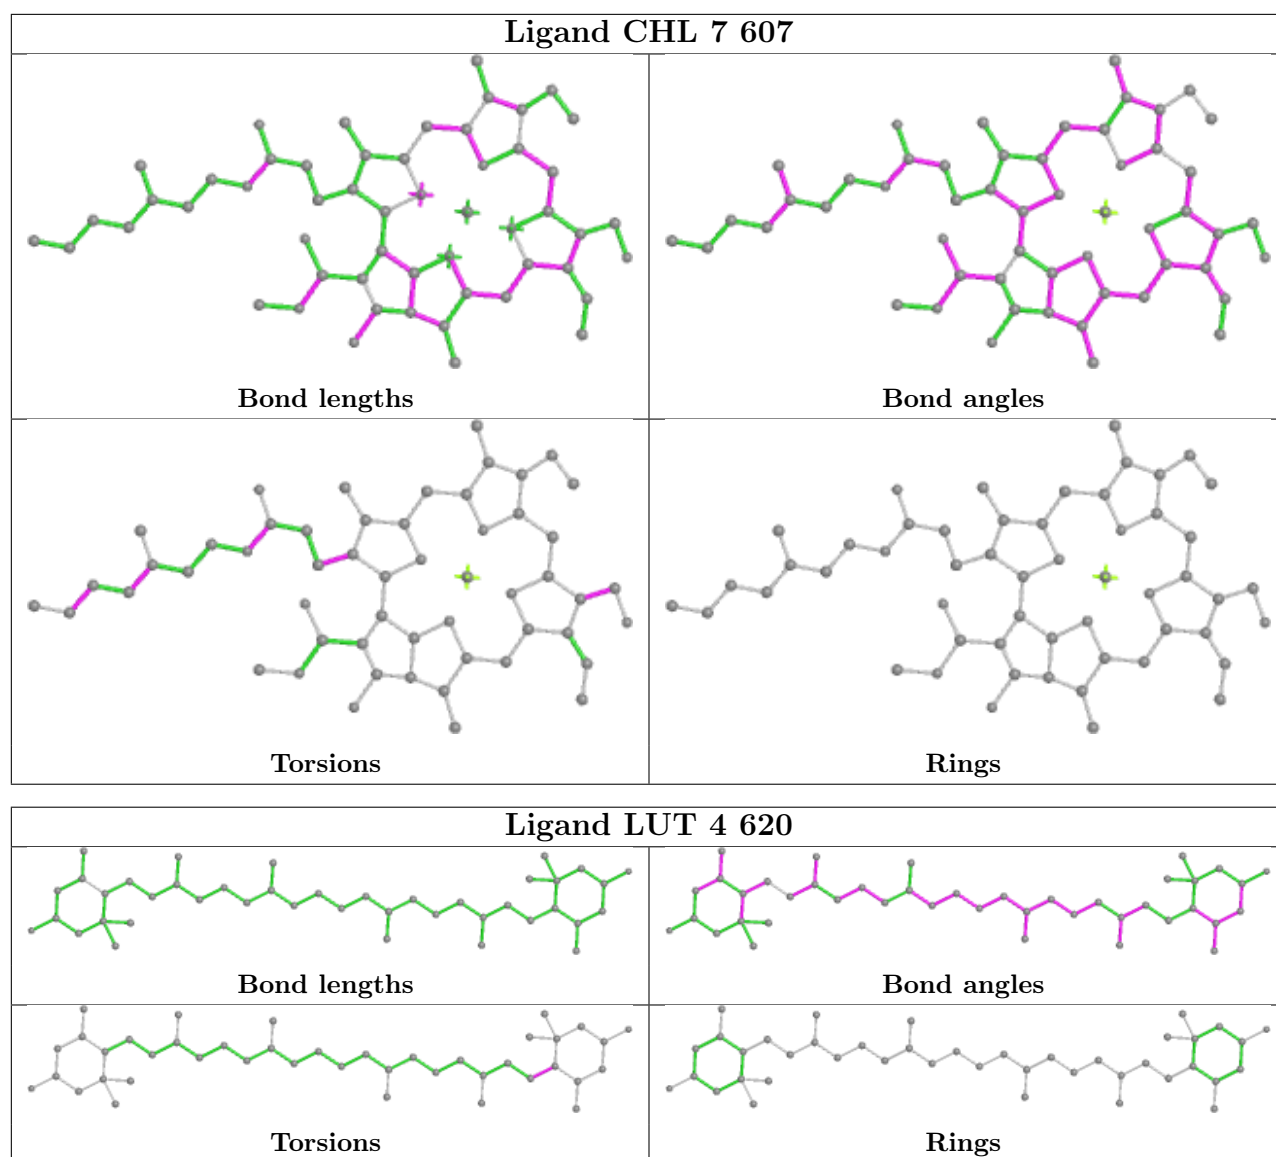 Ligand CHL 7 607
Bond lengths
Bond angles
Torsions
Rings
Ligand LUT 4 620
Bond lengths
Bond angles
Torsions
Rings